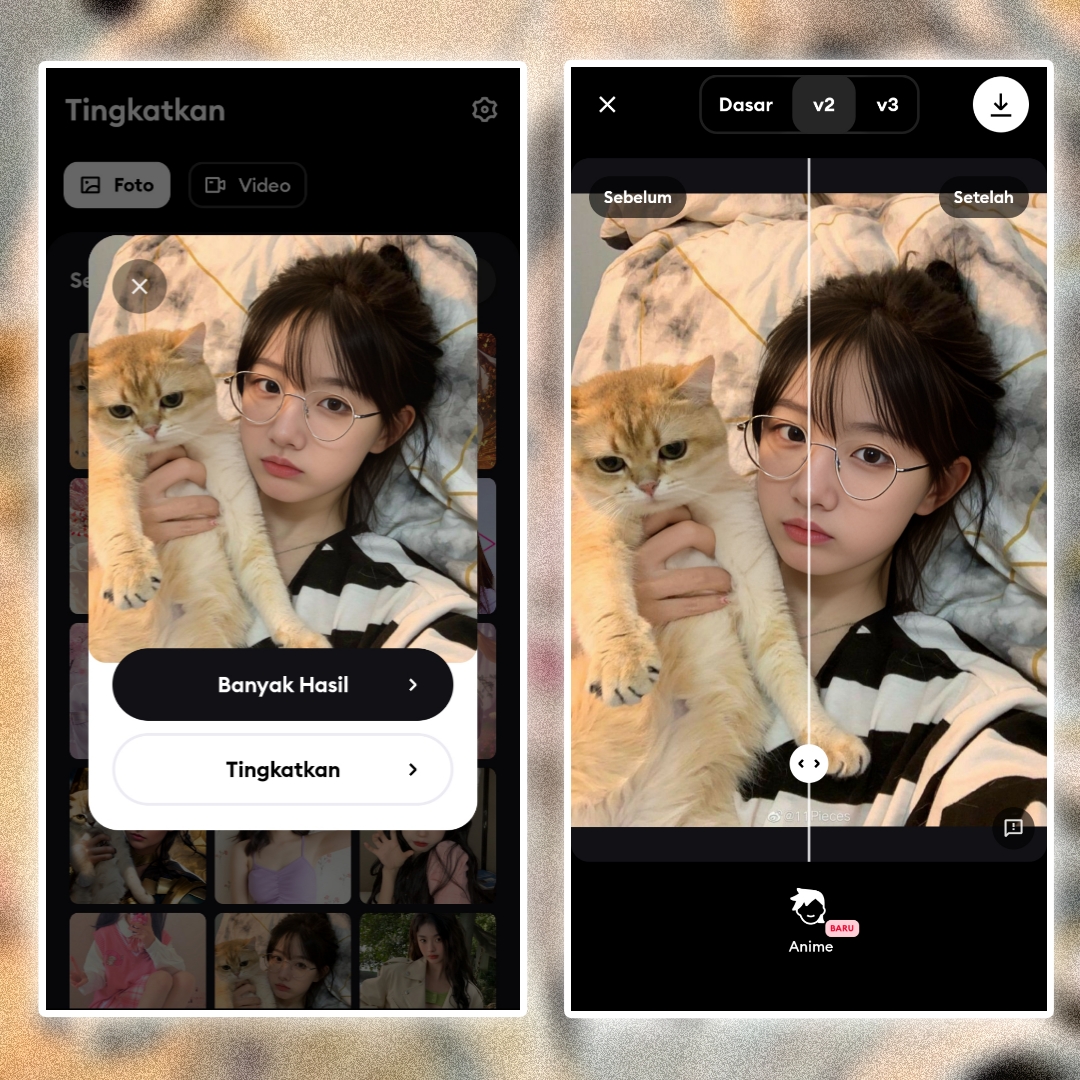 Tingkatkan
Foto
Video
Se
Banyak Hasil
Tingkatkan
Dasar
v2
v3
Sebelum
Setelah
@11Pieces
BARU
Anime